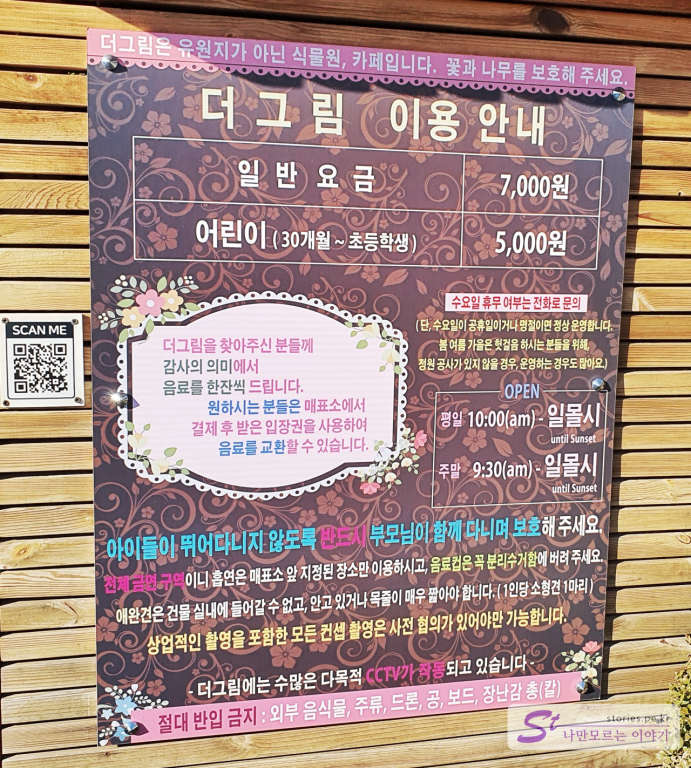 더그림은 유원지가 아닌 식물원, 카페입니다. 꽃과 나무를 보호해 주세요.
더그림 이용 안내
일반요금 7,000원
어린이 (30개월 ~ 초등학생) 5,000원
SCAN ME
더그림을 찾아주신 분들께
감사의 의미에서
음료를 한잔씩 드립니다.
원하시는 분들은 매표소에서
결제 후 받은 입장권을 사용하여
음료를 교환할 수 있습니다.
수요일 휴무 여부는 전화로 문의
(단, 수요일이 공휴일이거나 명절이면 정상 운영합니다.
봄 여름 가을은 헛걸음 하시는 분들을 위해,
정원 공사가 있지 않을 경우, 운영하는 경우도 많아요.)
OPEN
평일 10:00(am) - 일몰시
until Sunset
주말 9:30(am) - 일몰시
until Sunset
아이들이 뛰어다니지 않도록 반드시 부모님이 함께 다니며 보호해 주세요.
전체 금연 구역이니 흡연은 매표소 앞 지정된 장소만 이용하시고, 음료컵은 꼭 분리수거함에 버려 주세요.
애완견은 건물 실내에 들어갈 수 없고, 안고 있거나 목줄이 매우 짧아야 합니다. (1인당 소형견 1마리)
상업적인 촬영을 포함한 모든 컨셉 촬영은 사전 협의가 있어야만 가능합니다.
- 더그림에는 수많은 다목적 CCTV가 작동되고 있습니다 -
절대 반입 금지 : 외부 음식물, 주류, 드론, 공, 보드, 장난감 총(칼)
St stories.pe.kr
나만모르는 이야기